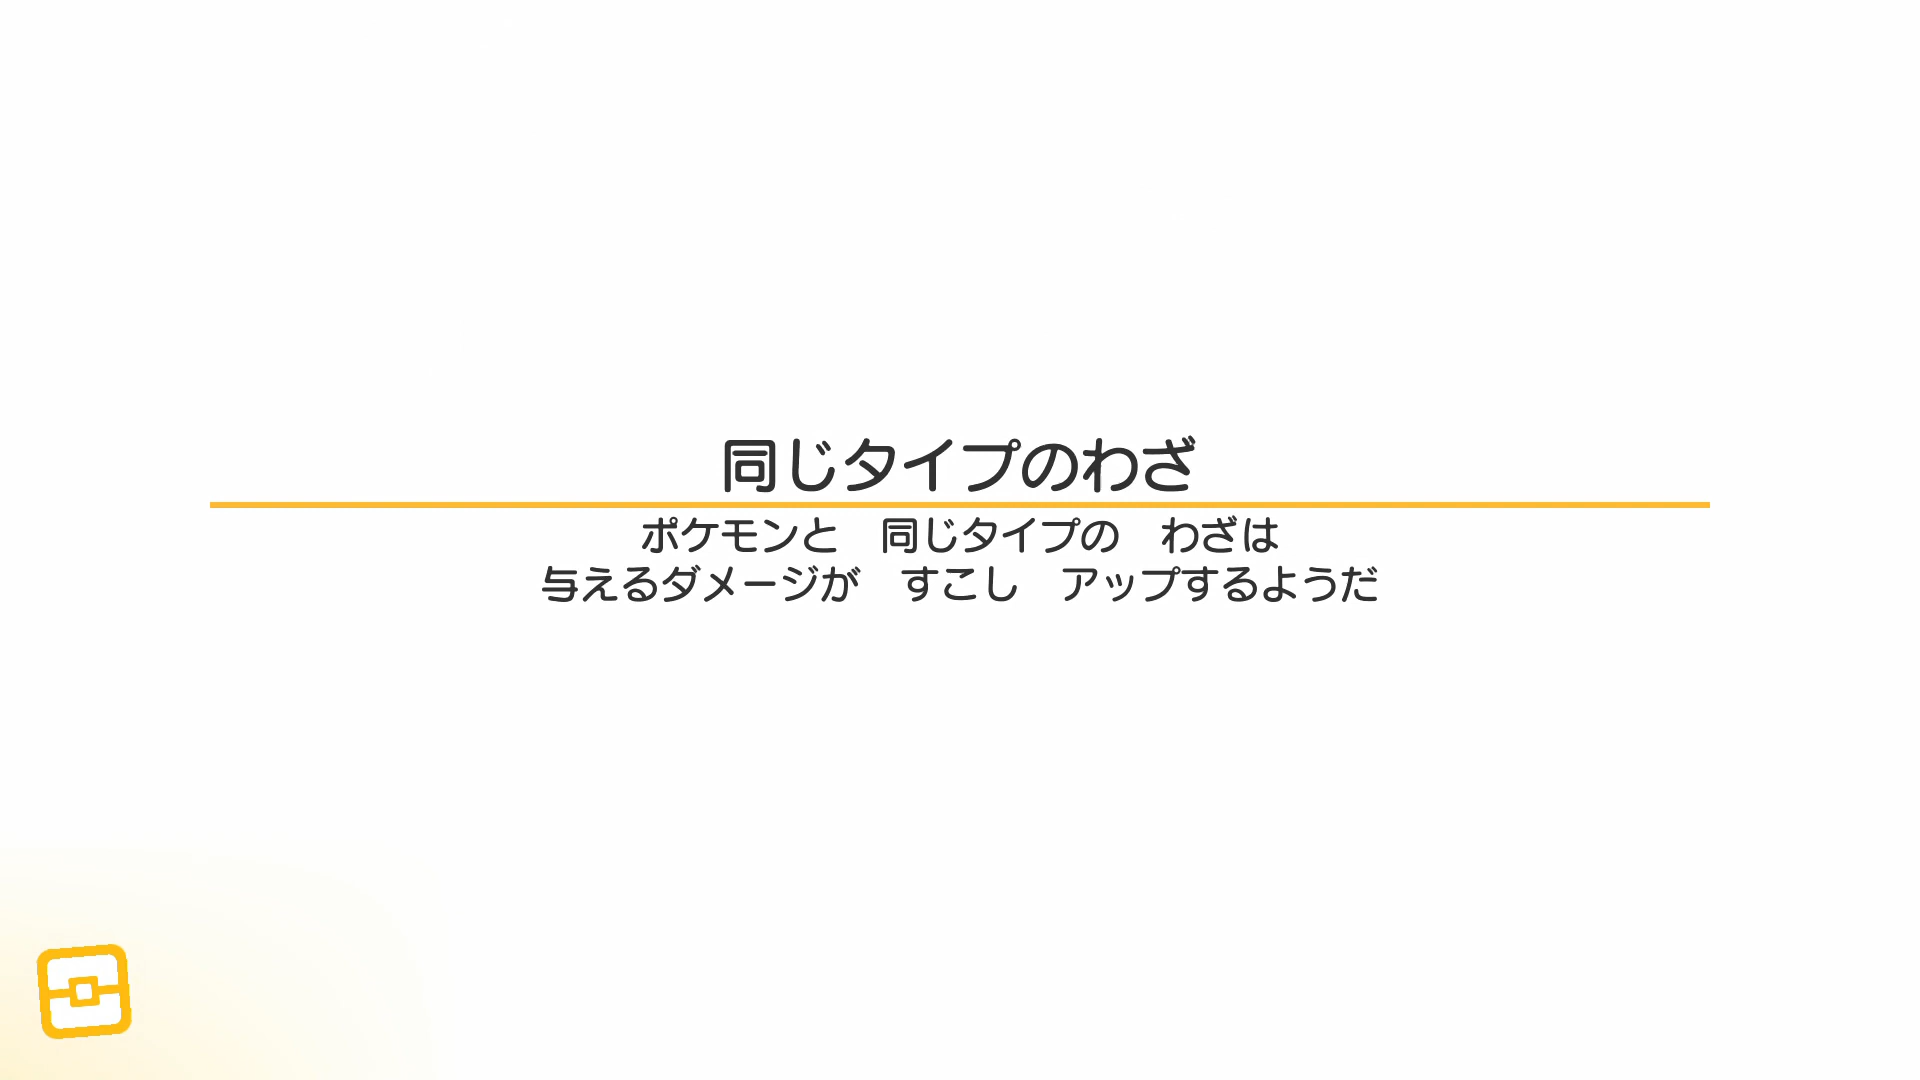 同じタイプのわざ
ポケモンと　同じタイプの　わざは
与えるダメージが　すこし　アップするようだ